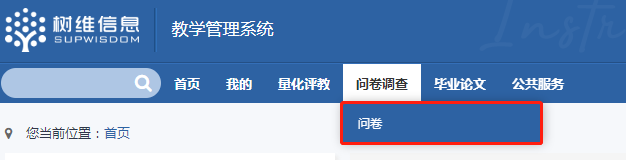 树维信息
SUPWISDOM
教学管理系统
Instr
首页 我的 量化评教 问卷调查 毕业论文 公共服务
问卷
您当前位置：首页